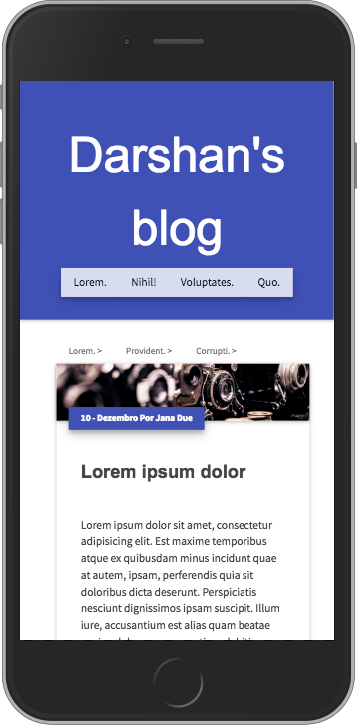 Darshan's
blog
Lorem. Nihil! Voluptates. Quo.
Lorem. > Provident. > Corrupti. >
10 - Dezembro Por Jana Due
Lorem ipsum dolor
Lorem ipsum dolor sit amet, consectetur
adipisicing elit. Est maxime temporibus
atque ex quibusdam minus incidunt quae
at autem, ipsam, perferendis quia sit
doloribus dicta deserunt. Perspiciatis
nesciunt dignissimos ipsam suscipit. Illum
iure, accusantium est alias quam beatae